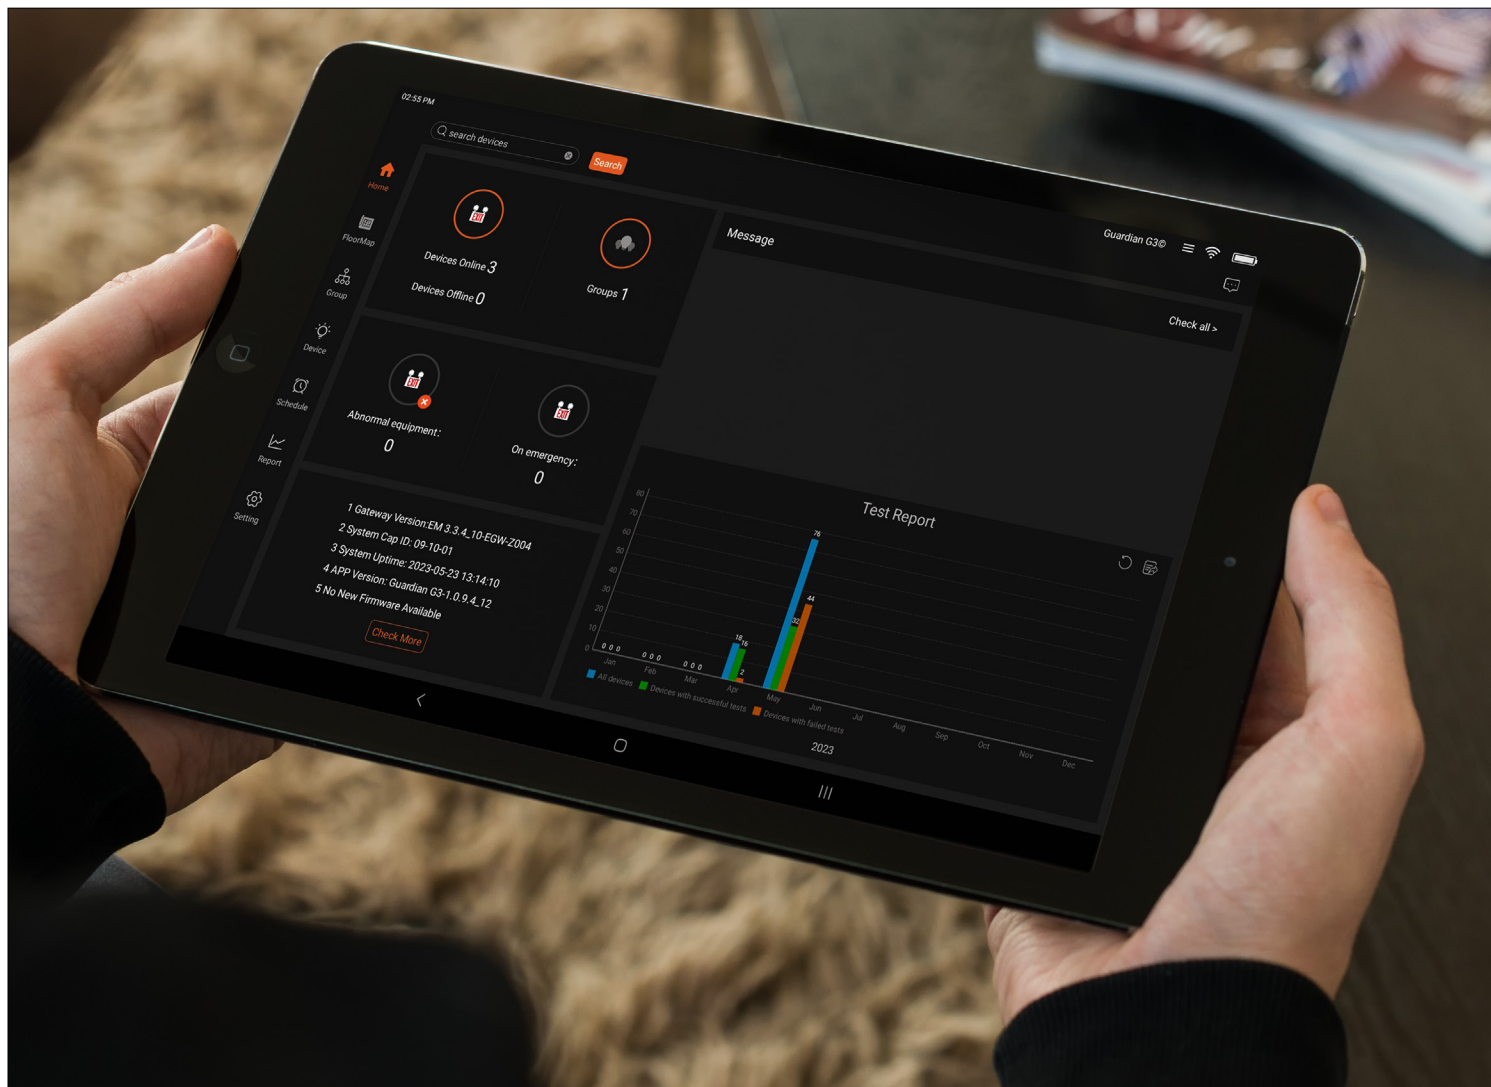 02:55 PM
search devices
Search
Guardian G3©
Home
FloorMap
Group
Device
Schedule
Report
Setting
EXIT
Devices Online 3
Devices Offline 0
Groups 1
EXIT
Abnormal equipment:
0
EXIT
On emergency:
0
1 Gateway Version:EM 3.3.4_10-EGW-Z004
2 System Cap ID: 09-10-01
3 System Uptime: 2023-05-23 13:14:10
4 APP Version: Guardian G3-1.0.9.4_12
5 No New Firmware Available
Check More
Message
Check all >
Test Report
80
70
60
50
40
30
20
10
0
0 0 0
0 0 0
0 0 0
18
16
2
76
32
44
Jan
Feb
Mar
Apr
May
Jun
Jul
Aug
Sep
Oct
Nov
Dec
All devices
Devices with successful tests
Devices with failed tests
2023